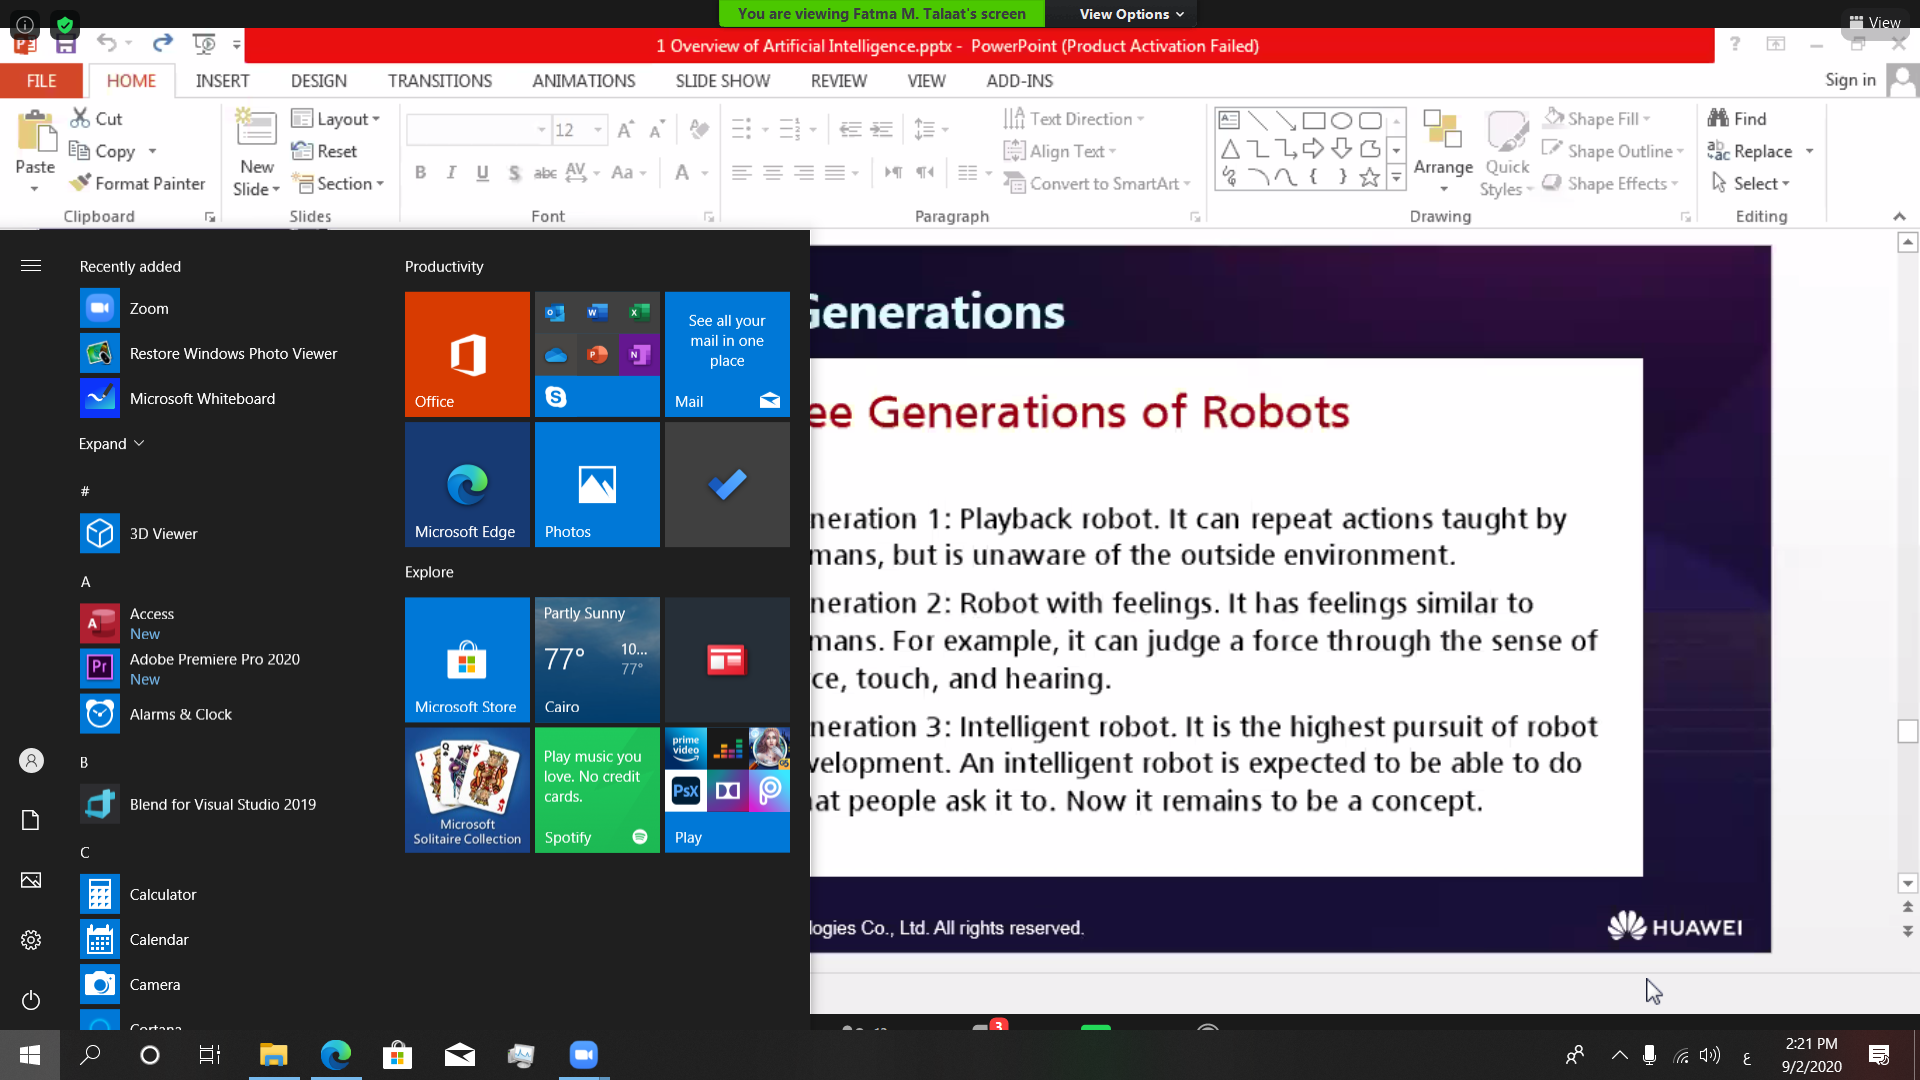 You are viewing Fatma M. Talaat's screen
View Options
View
1 Overview of Artificial Intelligence.pptx - PowerPoint (Product Activation Failed)
FILE
HOME
INSERT
DESIGN
TRANSITIONS
ANIMATIONS
SLIDE SHOW
REVIEW
VIEW
ADD-INS
Sign in
Paste
Cut
Copy
Format Painter
Clipboard
New Slide
Layout
Reset
Section
Slides
12
B I U S abc AV Aa A
Font
Text Direction
Align Text
Convert to SmartArt
Paragraph
Arrange
Quick Styles
Shape Fill
Shape Outline
Shape Effects
Drawing
Find
Replace
Select
Editing
Recently added
Zoom
Restore Windows Photo Viewer
Microsoft Whiteboard
Expand
#
3D Viewer
A
Access
New
Adobe Premiere Pro 2020
New
Alarms & Clock
B
Blend for Visual Studio 2019
C
Calculator
Calendar
Camera
Cortana
Productivity
Office
See all your
mail in one
place
Mail
Microsoft Edge
Photos
Explore
Microsoft Store
Partly Sunny
77°
10...
77°
Cairo
Microsoft
Solitaire Collection
Play music you
love. No credit
cards.
Spotify
prime video
PsX
Play
Generations
ee Generations of Robots
neration 1: Playback robot. It can repeat actions taught by
mans, but is unaware of the outside environment.
neration 2: Robot with feelings. It has feelings similar to
mans. For example, it can judge a force through the sense of
ce, touch, and hearing.
neration 3: Intelligent robot. It is the highest pursuit of robot
velopment. An intelligent robot is expected to be able to do
at people ask it to. Now it remains to be a concept.
logies Co., Ltd. All rights reserved.
HUAWEI
3
ع
2:21 PM
9/2/2020